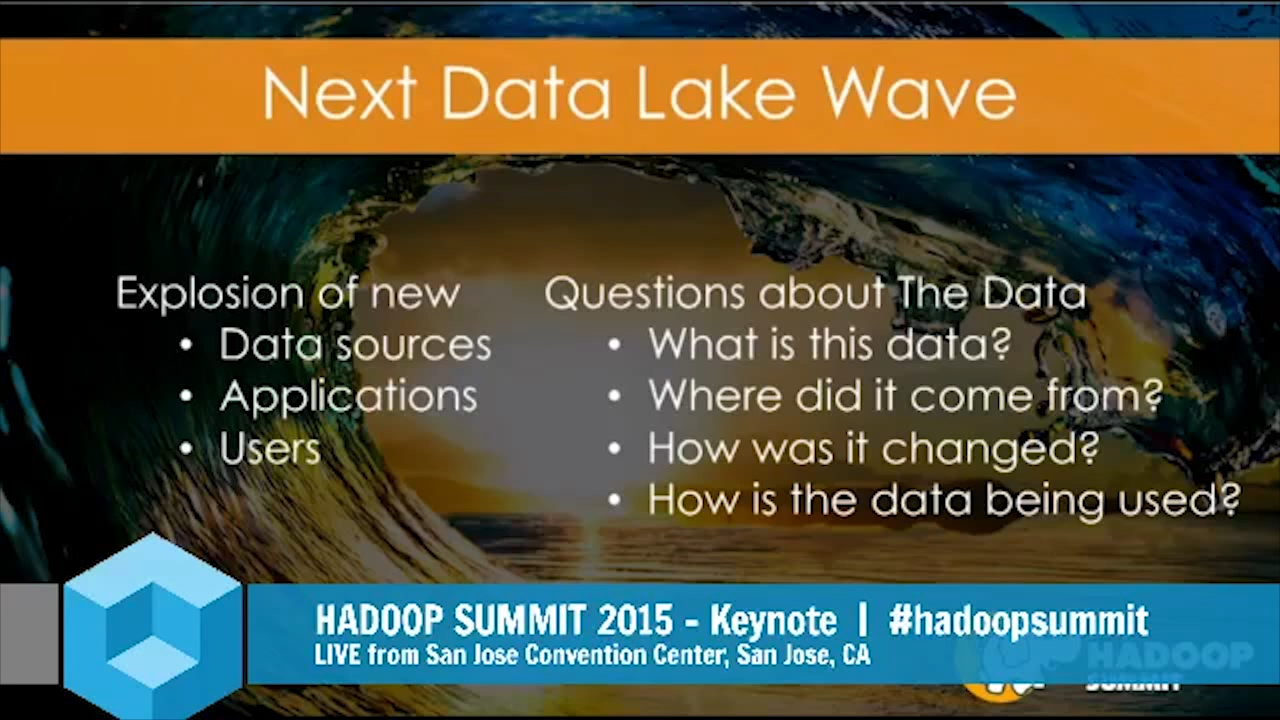 Next Data Lake Wave
Explosion of new
• Data sources
• Applications
• Users
Questions about The Data
• What is this data?
• Where did it come from?
• How was it changed?
• How is the data being used?
HADOOP SUMMIT 2015 - Keynote | #hadoopsummit
LIVE from San Jose Convention Center, San Jose, CA
HADOOP
SUMMIT